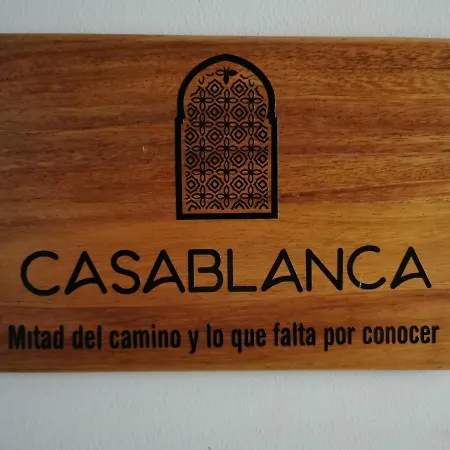 CASABLANCA
Mitad del camino y lo que falta por conocer